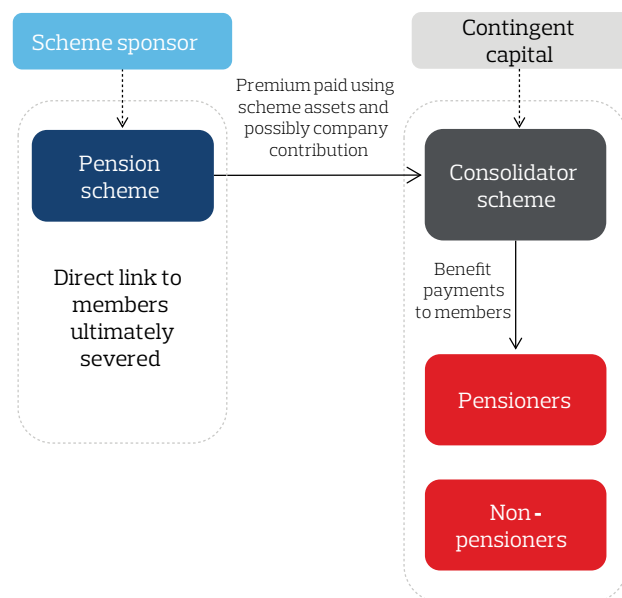 Scheme sponsor
Contingent
capital
Premium paid using
scheme assets and
possibly company
contribution
Pension
scheme
Consolidator
scheme
Direct link to
members
ultimately
severed
Benefit
payments
to members
Pensioners
Non-
pensioners